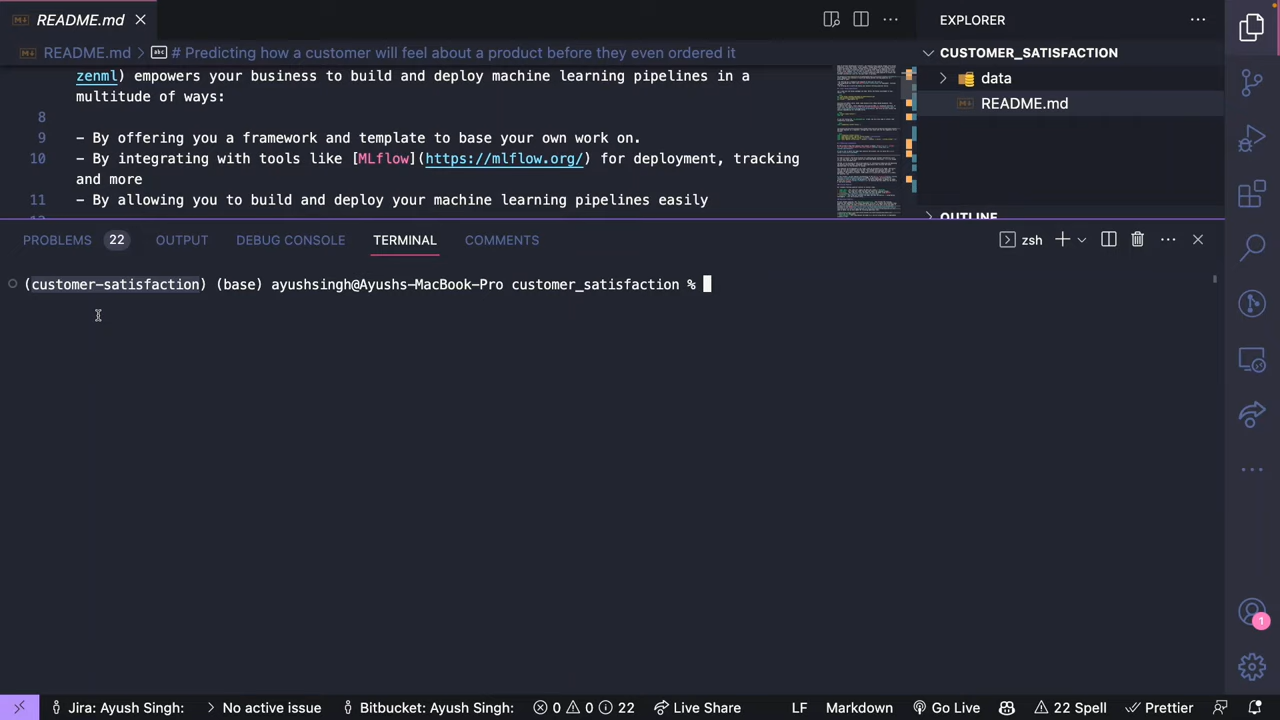 README.md
EXPLORER
README.md > # Predicting how a customer will feel about a product before they even ordered it
CUSTOMER_SATISFACTION
data
README.md
zenml) allows your business to build and deploy machine learning pipelines in a
multitude of ways:
8
9 - By offering you a framework and template to base your own work on.
10 - By integrating with tools like mlflow](https://mlflow.org/) for deployment, tracking
and more
11 - By allowing you to build and deploy your machine learning pipelines easily
OUTLINE
PROBLEMS 22 OUTPUT DEBUG CONSOLE TERMINAL COMMENTS zsh
(customer-satisfaction) (base) ayushsingh@Ayushs-MacBook-Pro customer_satisfaction %
1
Jira: Ayush Singh: No active issue Bitbucket: Ayush Singh: 0 0 22 Live Share LF Markdown Go Live 22 Spell Prettier